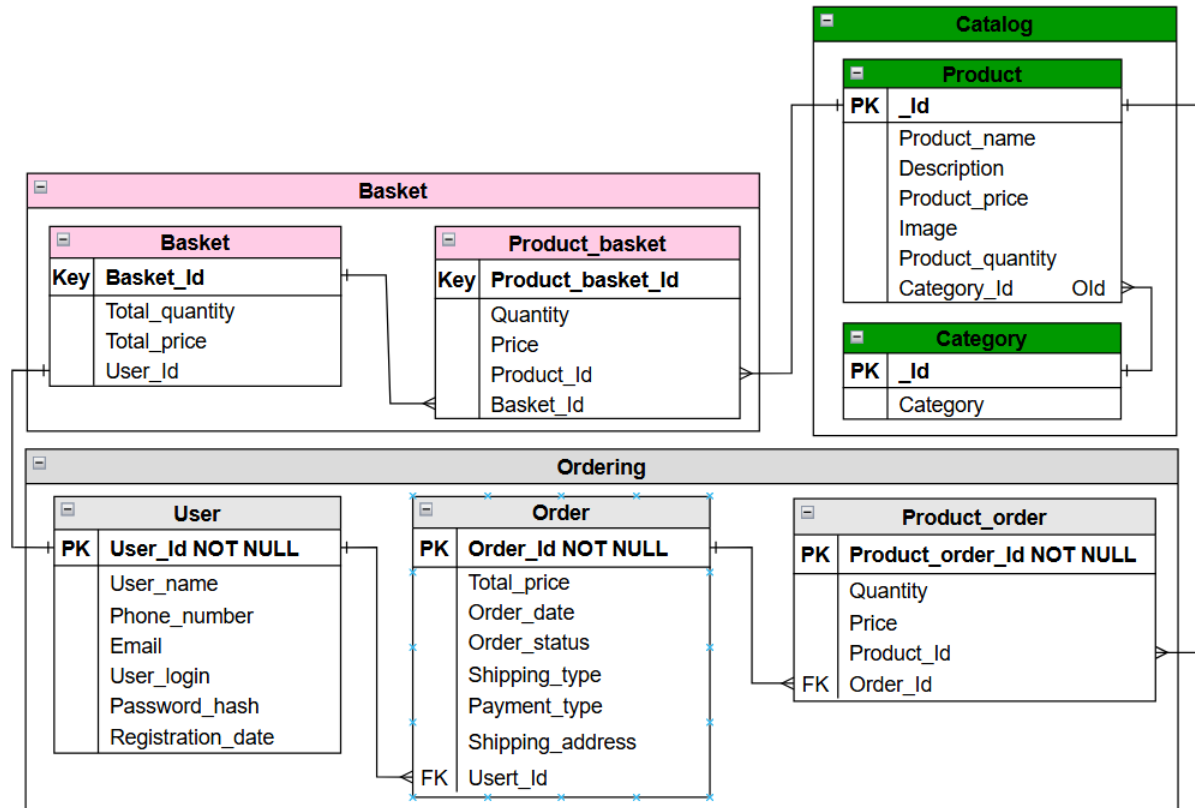 Catalog
Product
PK _Id
Product_name
Description
Product_price
Image
Product_quantity
Category_Id OId
Category
PK _Id
Category
Basket
Basket
Key Basket_Id
Total_quantity
Total_price
User_Id
Product_basket
Key Product_basket_Id
Quantity
Price
Product_Id
Basket_Id
Ordering
User
PK User_Id NOT NULL
User_name
Phone_number
Email
User_login
Password_hash
Registration_date
Order
PK Order_Id NOT NULL
Total_price
Order_date
Order_status
Shipping_type
Payment_type
Shipping_address
FK Usert_Id
Product_order
PK Product_order_Id NOT NULL
Quantity
Price
Product_Id
FK Order_Id